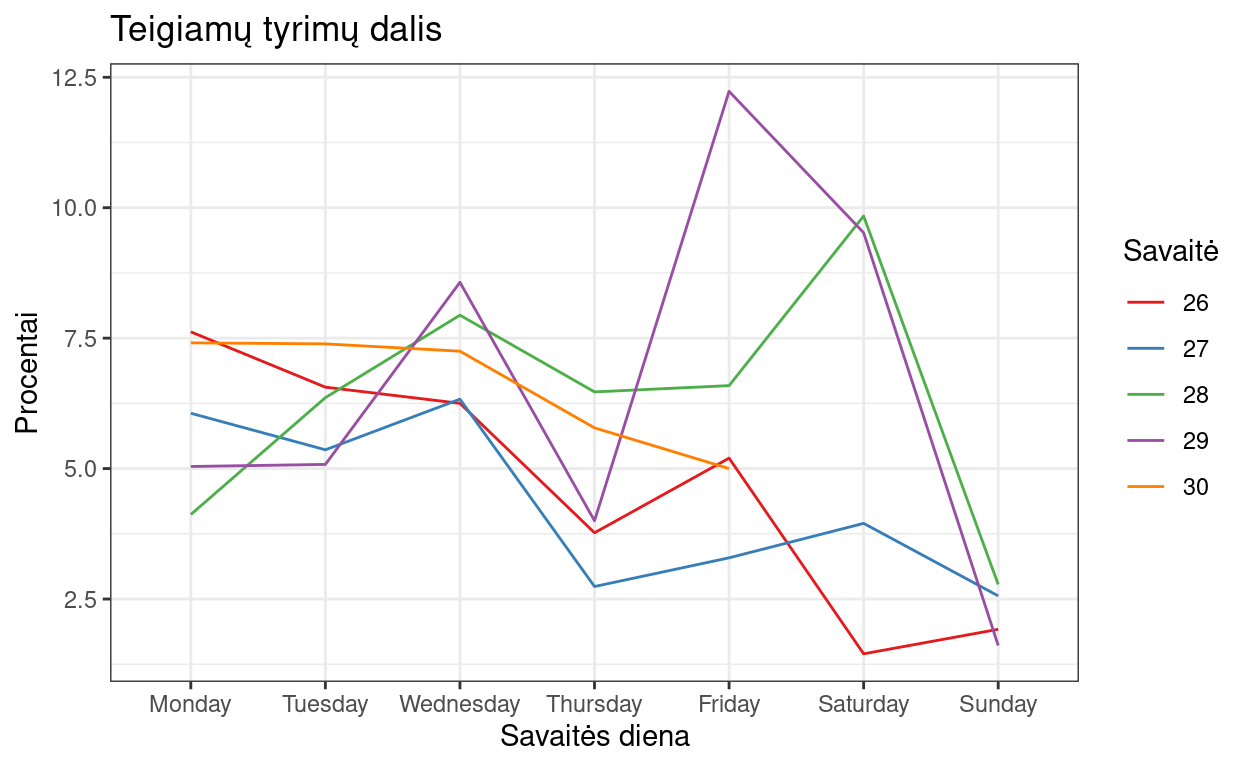 Teigiamų tyrimų dalis
Procentai
12.5
10.0
7.5
5.0
2.5
Monday Tuesday Wednesday Thursday Friday Saturday Sunday
Savaitės diena
Savaitė
26
27
28
29
30